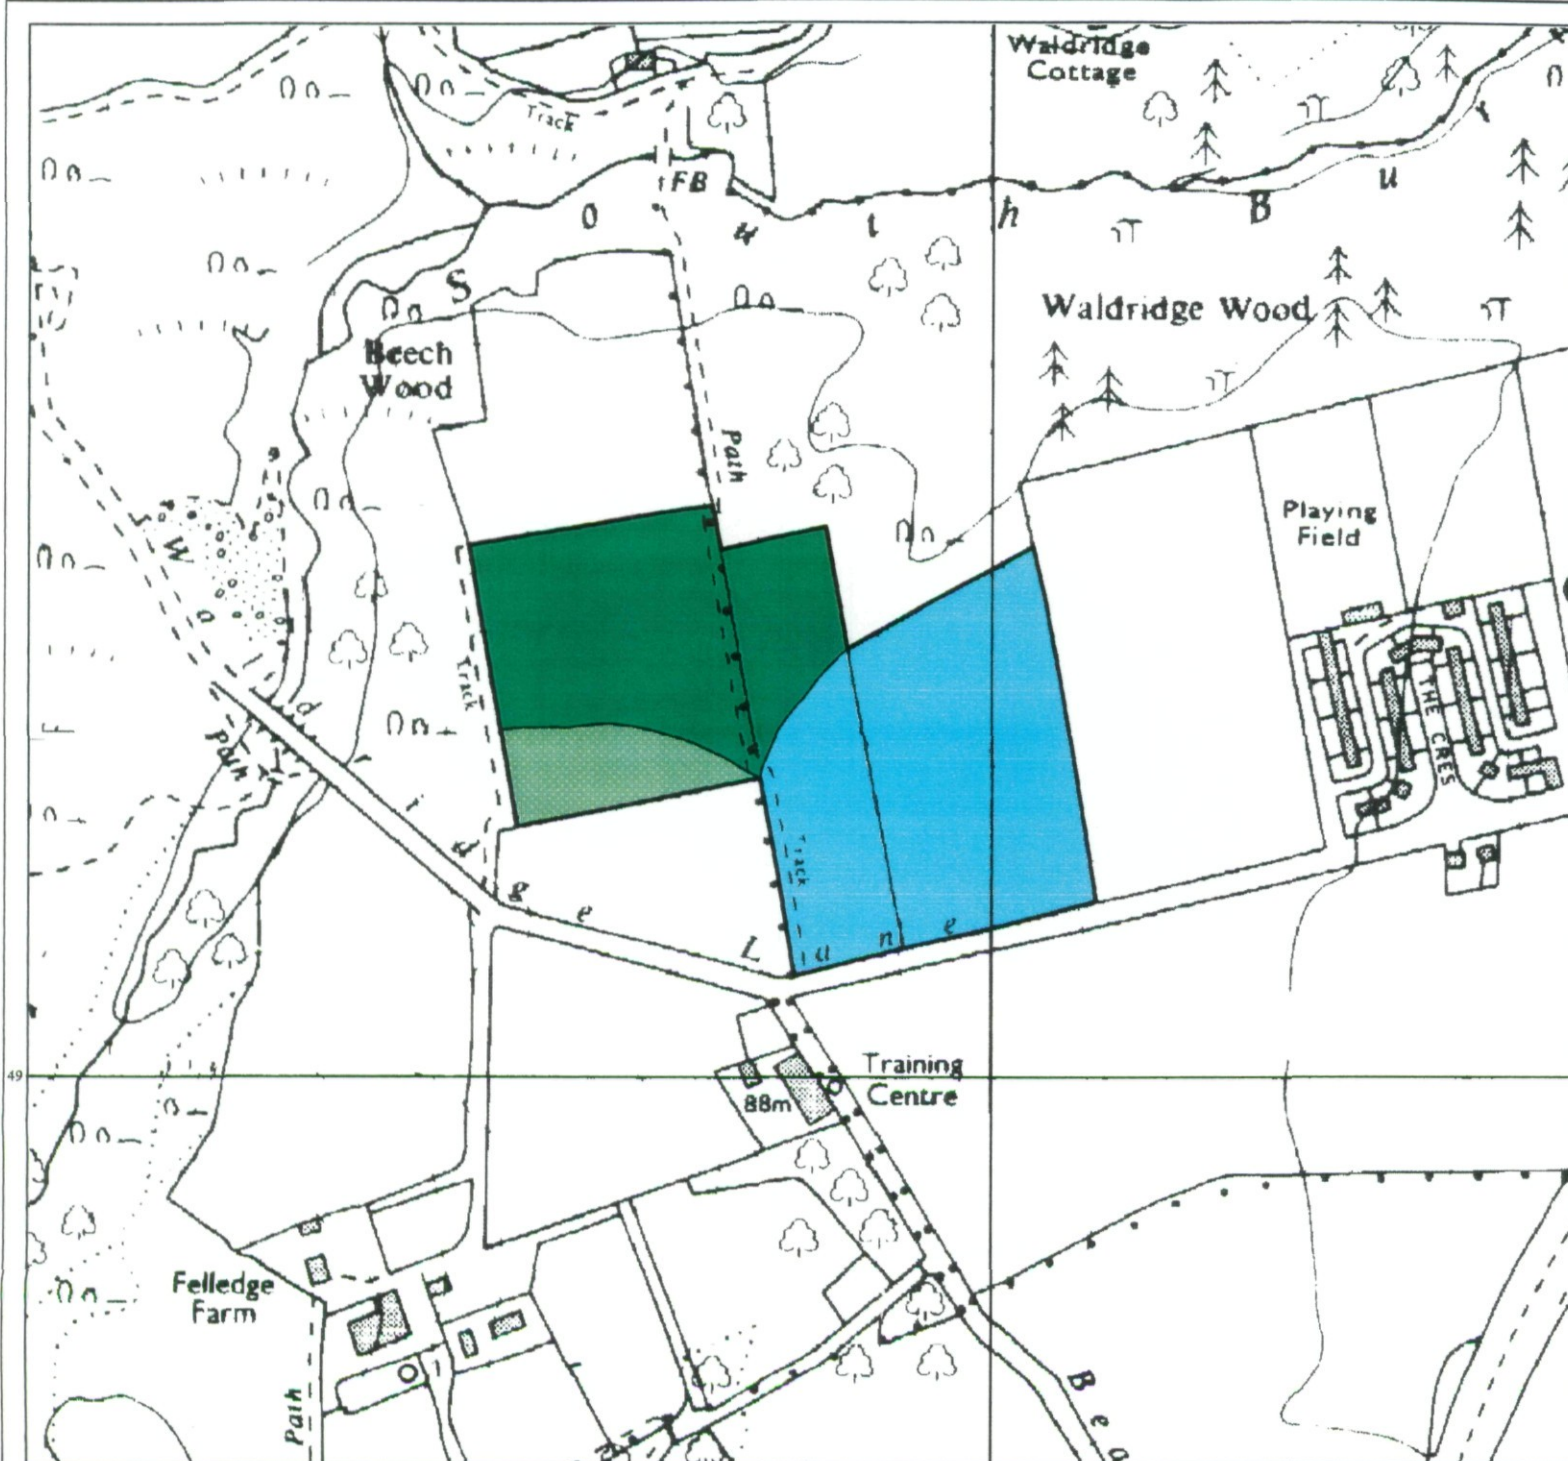 Waldridge
Cottage
Track
FB
S o u t h B u r
Waldridge Wood
Beech
Wood
Path
Playing
Field
W a l d r i d g e L a n e
Track
Path
THE CRES
Track
49
Training
Centre
88m
Felledge
Farm
Path
B e a